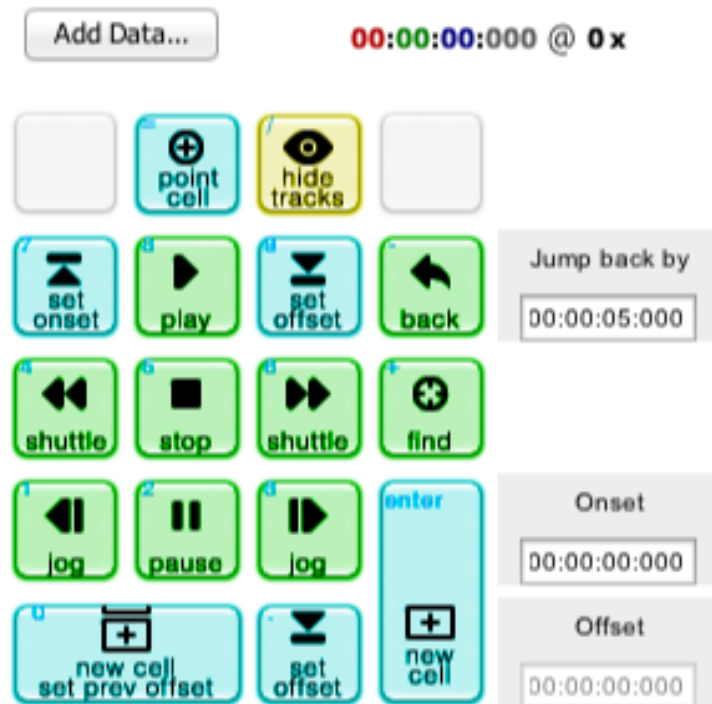 Add Data...
00:00:00:000 @ 0 x
= point cell
/ hide tracks
7 set onset
8 play
9 set offset
- back
Jump back by
00:00:05:000
4 shuttle
5 stop
6 shuttle
+ find
1 jog
2 pause
3 jog
enter
new cell
Onset
00:00:00:000
0 new cell
set prev offset
. set offset
Offset
00:00:00:000